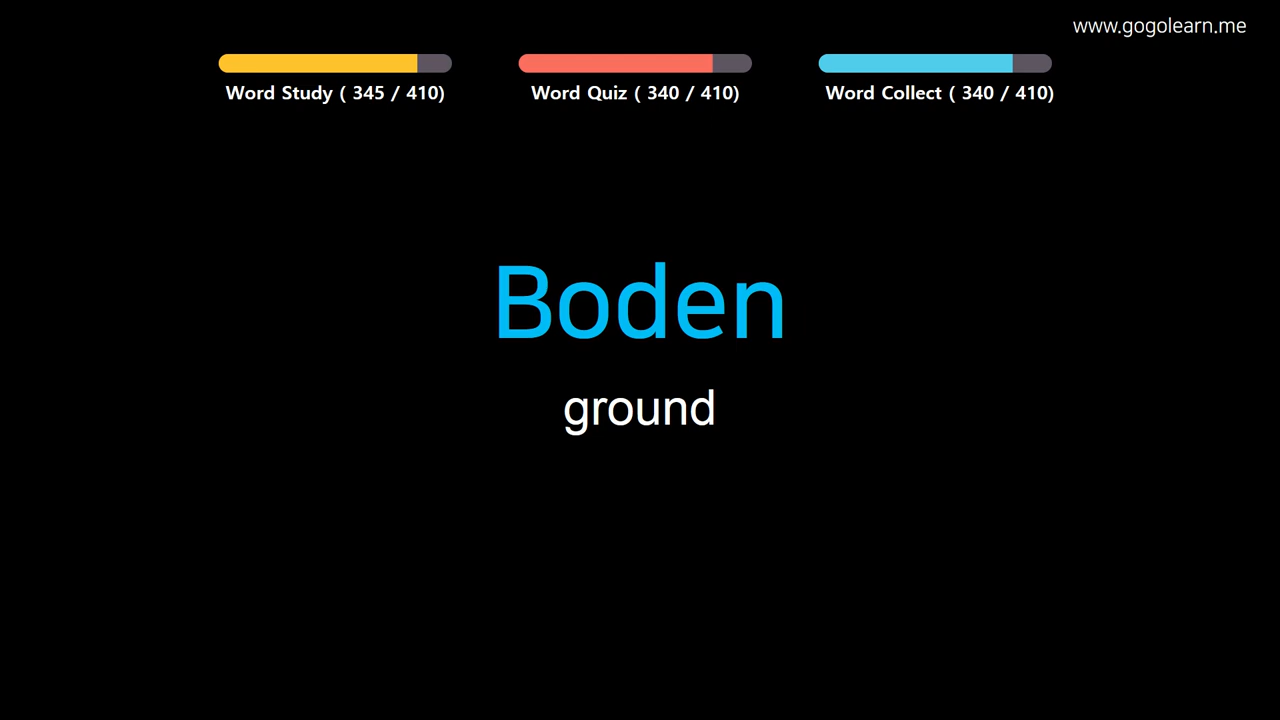 www.gogolearn.me
Word Study ( 345 / 410) Word Quiz ( 340 / 410) Word Collect ( 340 / 410)
Boden
ground